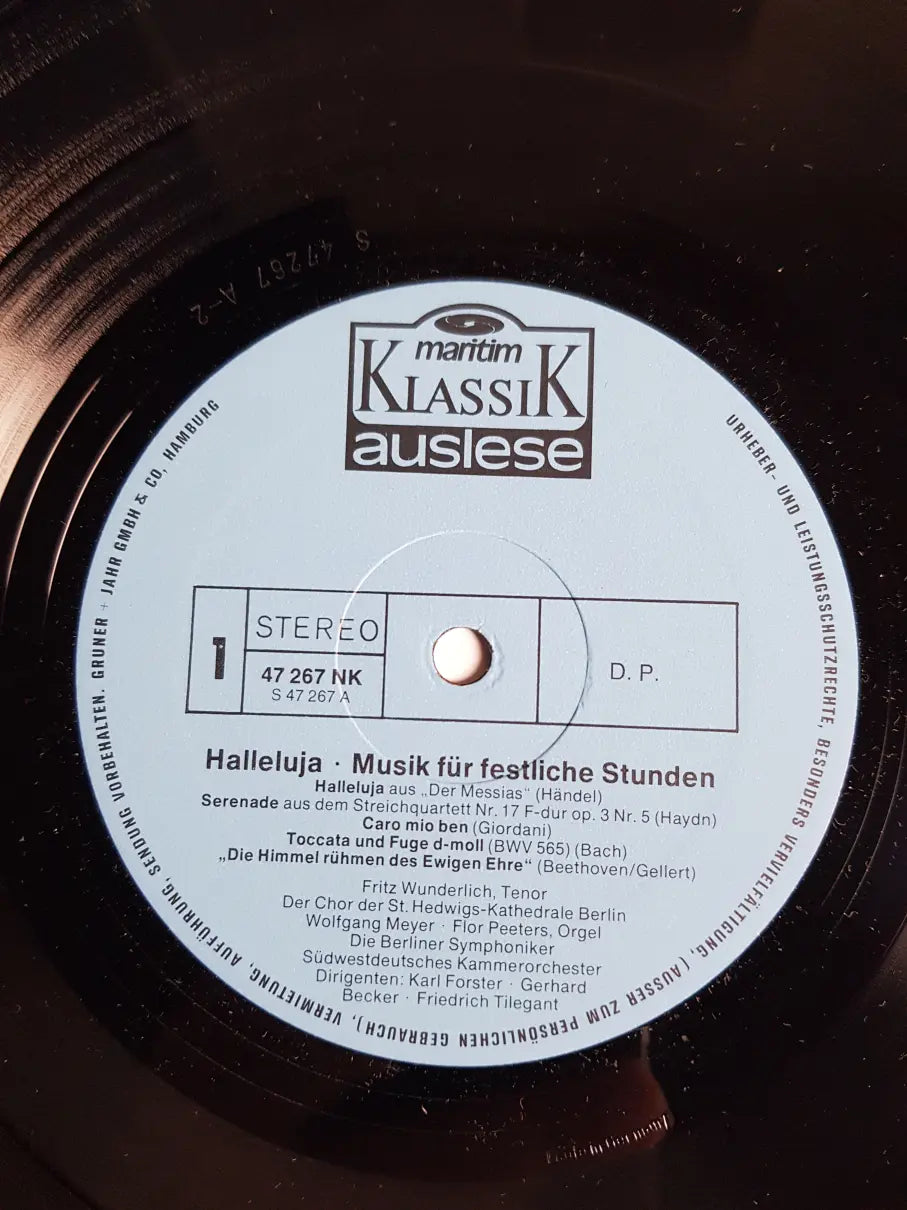 S 47267 A-2
maritim
KLASSIK
auslese
GRUNER + JAHR GMBH & CO, HAMBURG
URHEBER- UND LEISTUNGSSCHUTZRECHTE, BESONDERS VERVIELFÄLTIGUNG, (AUSSER ZUM PERSÖNLICHEN GEBRAUCH), VERMIETUNG, AUFFÜHRUNG, SENDUNG VORBEHALTEN.
1
STEREO
47 267 NK
S 47 267 A
D. P.
Halleluja · Musik für festliche Stunden
Halleluja aus „Der Messias“ (Händel)
Serenade aus dem Streichquartett Nr. 17 F-dur op. 3 Nr. 5 (Haydn)
Caro mio ben (Giordani)
Toccata und Fuge d-moll (BWV 565) (Bach)
„Die Himmel rühmen des Ewigen Ehre“ (Beethoven/Gellert)
Fritz Wunderlich, Tenor
Der Chor der St. Hedwigs-Kathedrale Berlin
Wolfgang Meyer · Flor Peeters, Orgel
Die Berliner Symphoniker
Südwestdeutsches Kammerorchester
Dirigenten: Karl Forster · Gerhard
Becker · Friedrich Tilegant
Made in Germany